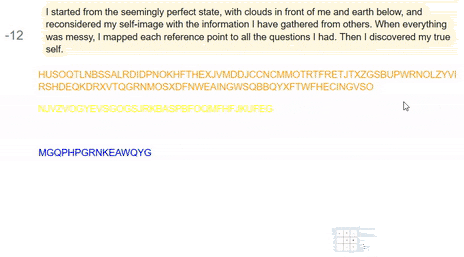 I started from the seemingly perfect state, with clouds in front of me and earth below, and
reconsidered my self-image with the information I have gathered from others. When everything
was messy, I mapped each reference point to all the questions I had. Then I discovered my true
self.
-12
HUSOQTLNBSSALRDIDPNOKHFTHEXJVMDDJCCNCMMOTRTFRETJTXZGSBUPWRNOLZYVI
RSHDEQKDRXVTQGRNMOSXDFNWEAINGWSQBBQYXFTWFHECINGVSO
MGQPHPGRNKEAWQYG